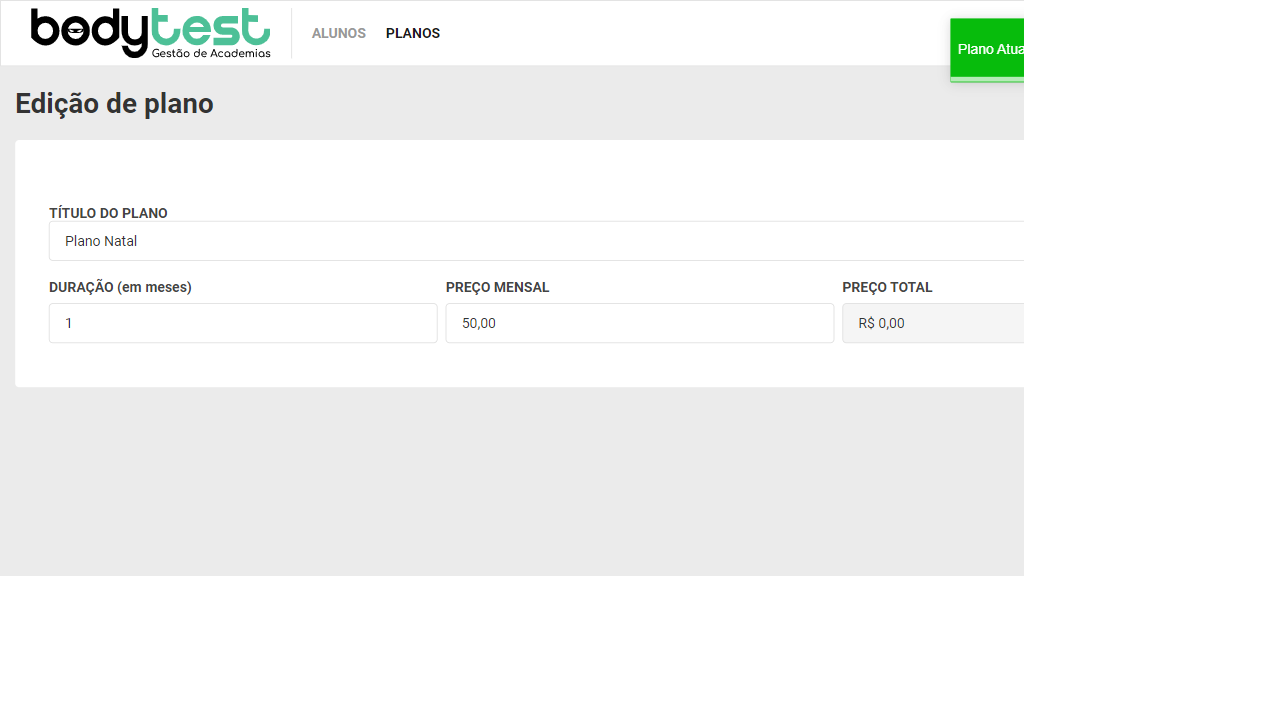 bodytest
Gestão de Academias
ALUNOS
PLANOS
Plano Atua
Edição de plano
TÍTULO DO PLANO
Plano Natal
DURAÇÃO (em meses)
PREÇO MENSAL
PREÇO TOTAL
1
50,00
R$ 0,00